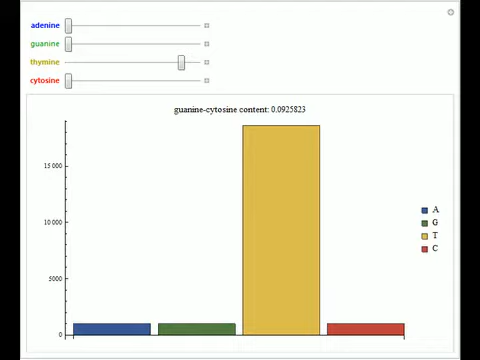 adenine
guanine
thymine
cytosine
guanine-cytosine content: 0.0925823
15 000
10 000
5000
0
A
G
T
C